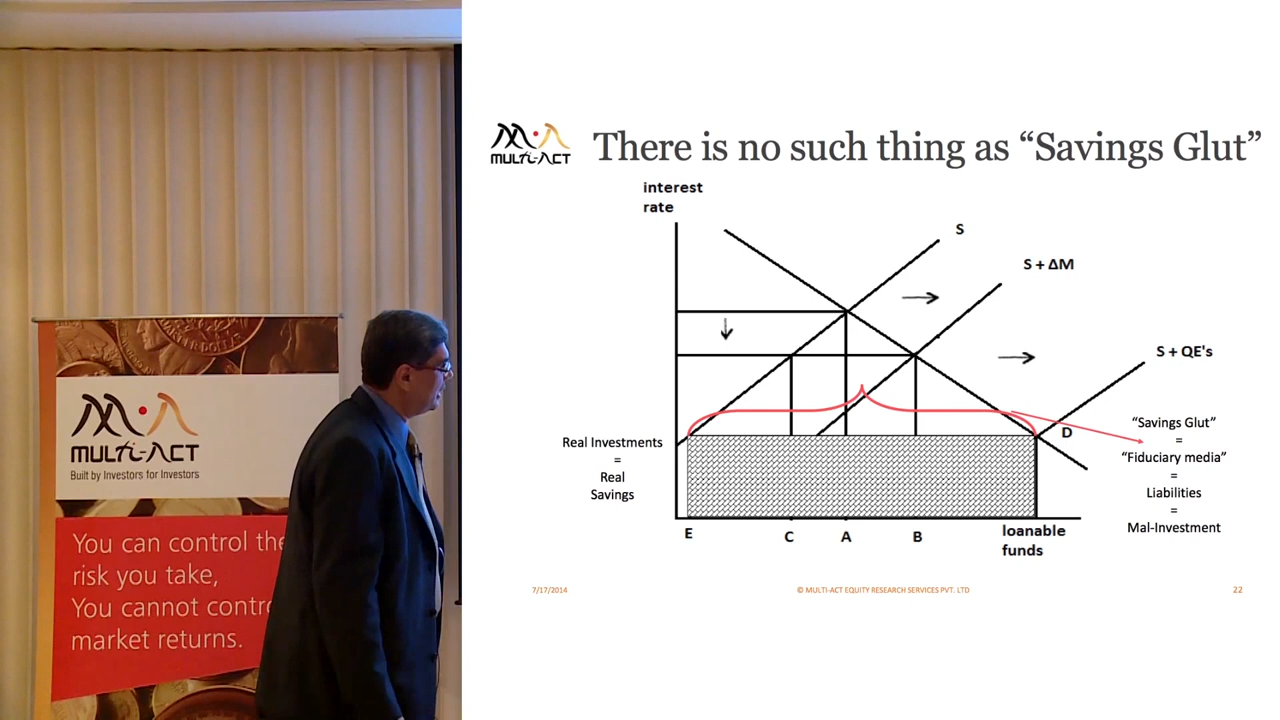 MULTI-ACT
Built by Investors for Investors
You can control the
risk you take,
You cannot contro
market returns.
MULTI-ACT
There is no such thing as “Savings Glut”
interest
rate
S
S + ΔM
S + QE's
D
Real Investments
=
Real
Savings
“Savings Glut”
=
“Fiduciary media”
=
Liabilities
=
Mal-Investment
E
C
A
B
loanable
funds
7/17/2014
© MULTI-ACT EQUITY RESEARCH SERVICES PVT. LTD
22